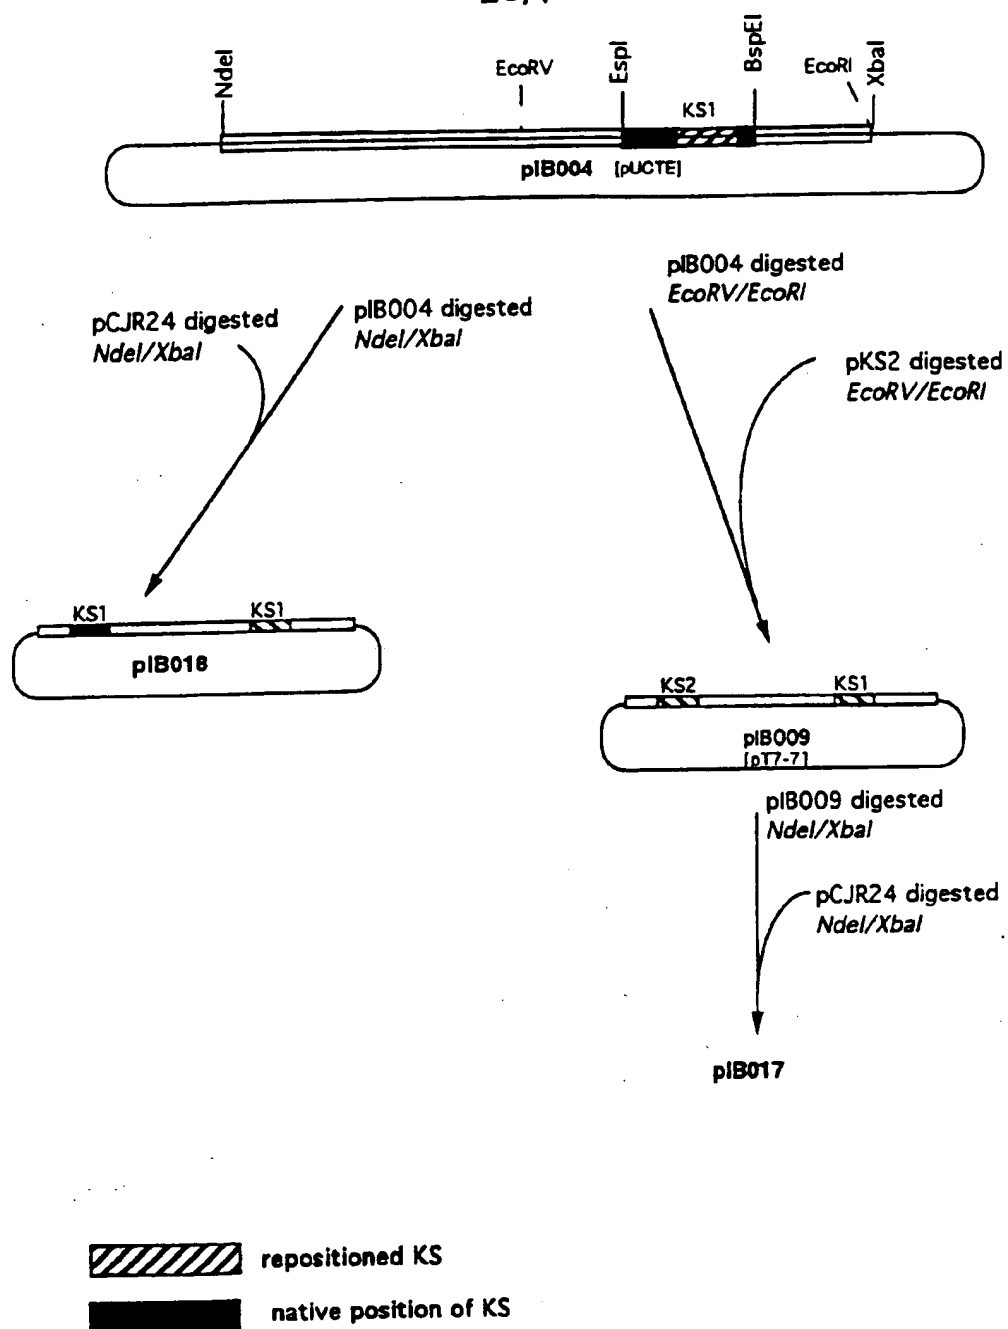 NdeI
EcoRV
EspI
BspEI
EcoRI
XbaI
KS1
pIB004 [pUCTE]
pIB004 digested
EcoRV/EcoRI
pCJR24 digested
NdeI/XbaI
pIB004 digested
NdeI/XbaI
pKS2 digested
EcoRV/EcoRI
KS1
KS1
pIB018
KS2
KS1
pIB009
[pT7-7]
pIB009 digested
NdeI/XbaI
pCJR24 digested
NdeI/XbaI
pIB017
repositioned KS
native position of KS